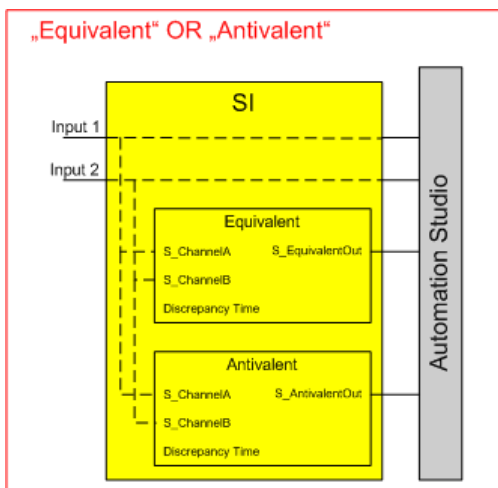 „Equivalent“ OR „Antivalent“
SI
Input 1
Input 2
Equivalent
S_ChannelA S_EquivalentOut
S_ChannelB
Discrepancy Time
Antivalent
S_ChannelA S_AntivalentOut
S_ChannelB
Discrepancy Time
Automation Studio